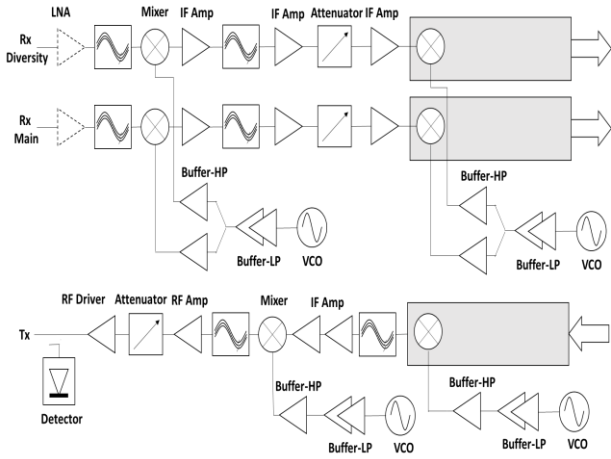 LNA
Mixer
IF Amp
IF Amp
Attenuator
IF Amp
Rx
Diversity
Rx
Main
Buffer-HP
Buffer-LP
VCO
Buffer-HP
Buffer-LP
VCO
RF Driver
Attenuator
RF Amp
Mixer
IF Amp
Tx
Detector
Buffer-HP
Buffer-LP
VCO
Buffer-HP
Buffer-LP
VCO